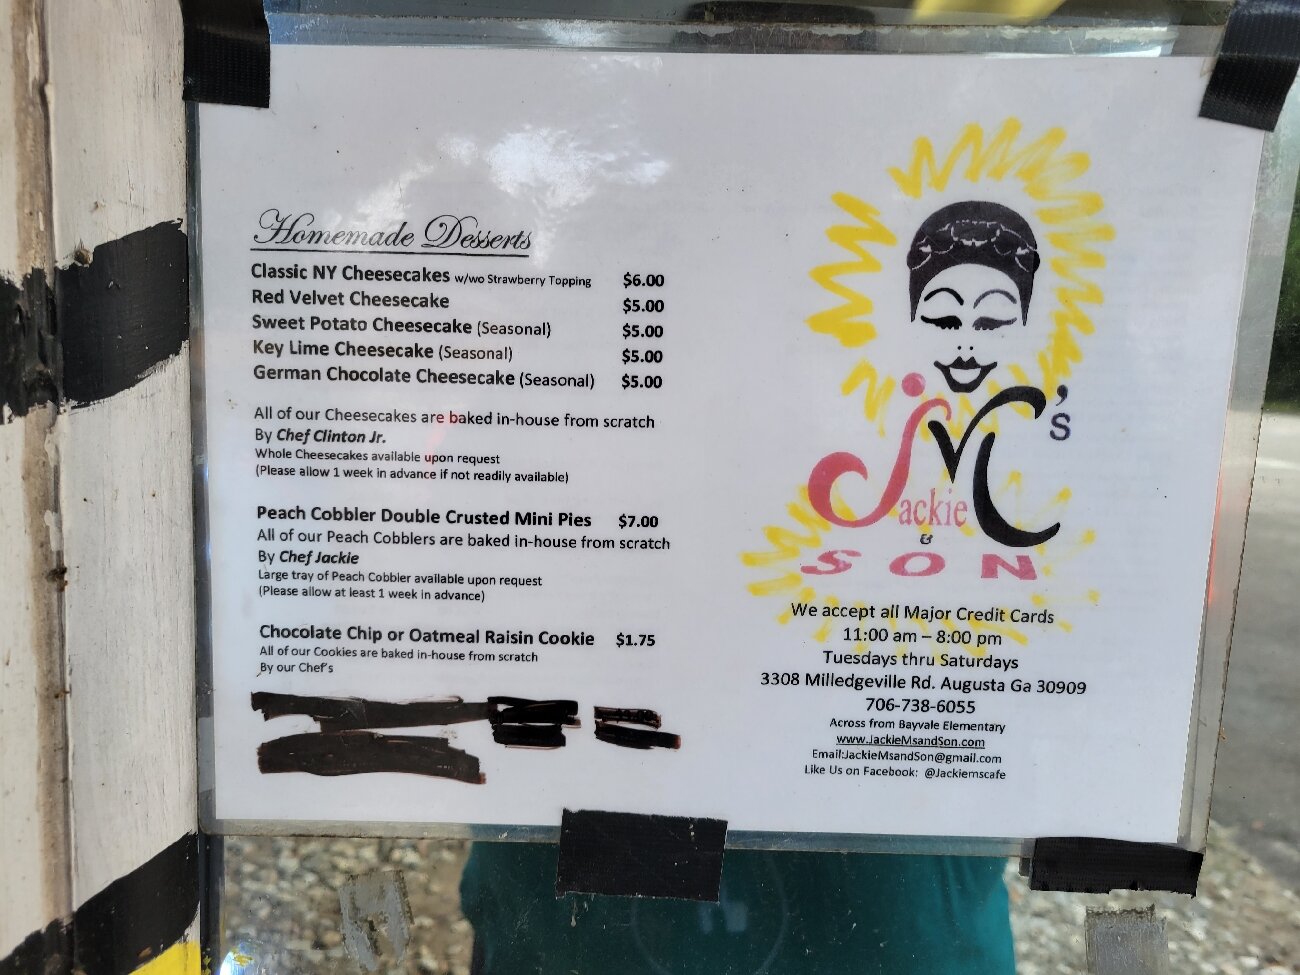 Homemade Desserts
Classic NY Cheesecakes w/wo Strawberry Topping $6.00
Red Velvet Cheesecake $5.00
Sweet Potato Cheesecake (Seasonal) $5.00
Key Lime Cheesecake (Seasonal) $5.00
German Chocolate Cheesecake (Seasonal) $5.00
All of our Cheesecakes are baked in-house from scratch
By Chef Clinton Jr.
Whole Cheesecakes available upon request
(Please allow 1 week in advance if not readily available)
Peach Cobbler Double Crusted Mini Pies $7.00
All of our Peach Cobblers are baked in-house from scratch
By Chef Jackie
Large tray of Peach Cobbler available upon request
(Please allow at least 1 week in advance)
Chocolate Chip or Oatmeal Raisin Cookie $1.75
All of our Cookies are baked in-house from scratch
By our Chef's
Jackie M's
&
SON
We accept all Major Credit Cards
11:00 am – 8:00 pm
Tuesdays thru Saturdays
3308 Milledgeville Rd. Augusta Ga 30909
706-738-6055
Across from Bayvale Elementary
www.JackieMsandSon.com
Email:JackieMsandSon@gmail.com
Like Us on Facebook: @Jackiemscafe